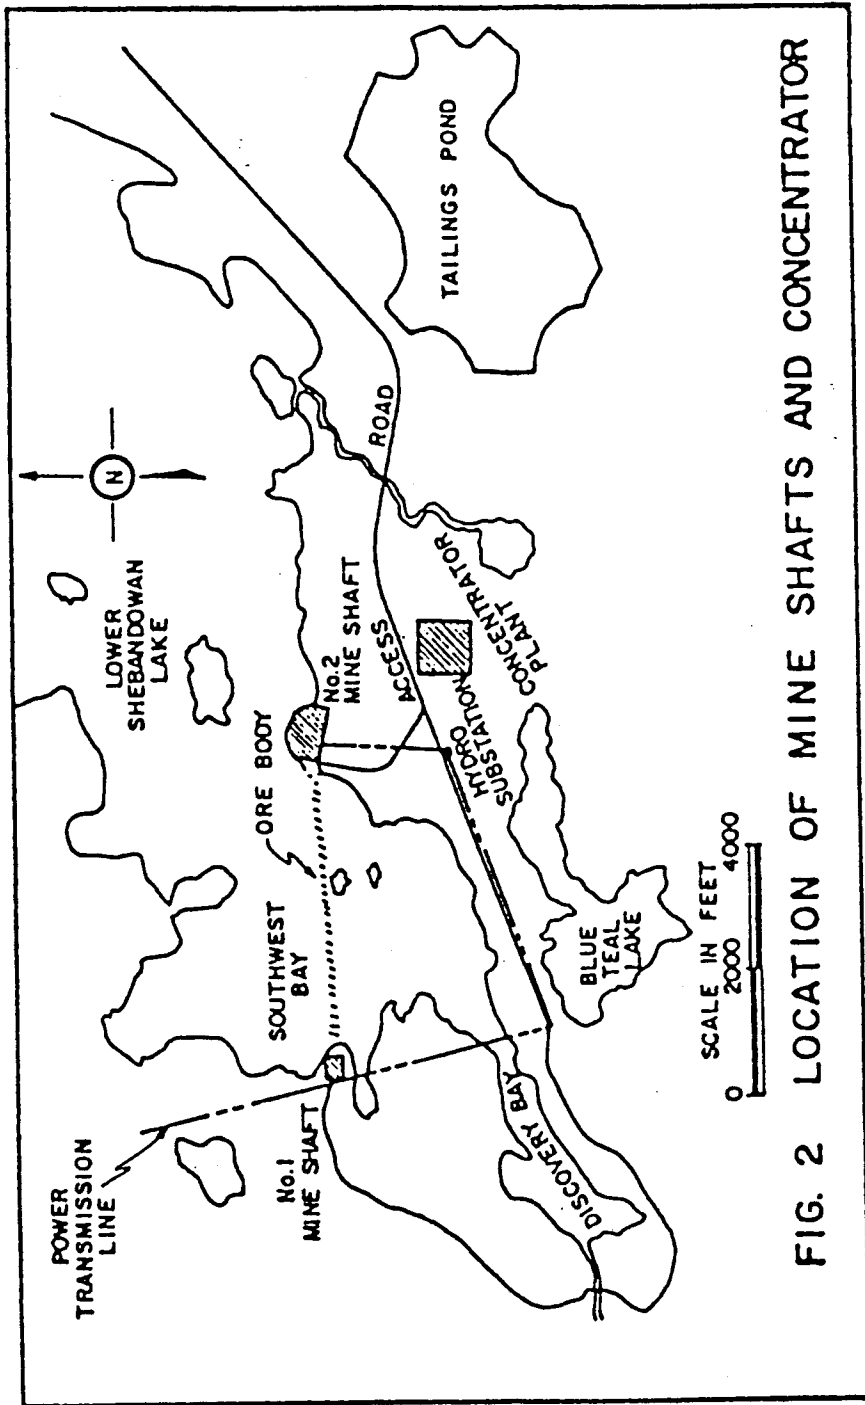 POWER
TRANSMISSION
LINE
LOWER
SHEBANDOWAN
LAKE
N
No.1
MINE SHAFT
SOUTHWEST
BAY
ORE BODY
No.2
MINE SHAFT
ACCESS
ROAD
TAILINGS POND
HYDRO
SUBSTATION
CONCENTRATOR
PLANT
DISCOVERY BAY
BLUE
TEAL
LAKE
SCALE IN FEET
0 2000 4000
FIG. 2 LOCATION OF MINE SHAFTS AND CONCENTRATOR